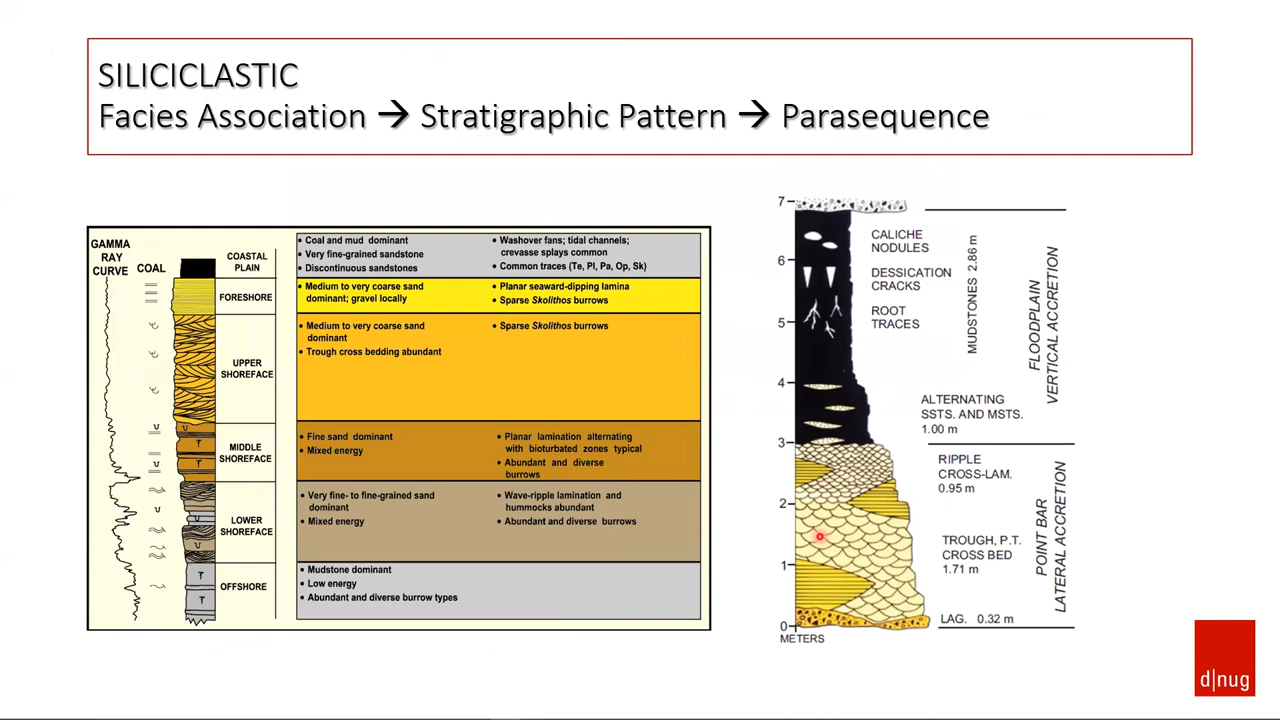 SILICICLASTIC
Facies Association → Stratigraphic Pattern → Parasequence
GAMMA
RAY
CURVE
COAL
COASTAL
PLAIN
• Coal and mud dominant
• Very fine-grained sandstone
• Discontinuous sandstones
• Washover fans; tidal channels;
crevasse splays common
• Common traces (Te, Pl, Pa, Op, Sk)
FORESHORE
• Medium to very coarse sand
dominant; gravel locally
• Planar seaward-dipping lamina
• Sparse Skolithos burrows
UPPER
SHOREFACE
• Medium to very coarse sand
dominant
• Trough cross bedding abundant
• Sparse Skolithos burrows
MIDDLE
SHOREFACE
• Fine sand dominant
• Mixed energy
• Planar lamination alternating
with bioturbated zones typical
• Abundant and diverse
burrows
LOWER
SHOREFACE
• Very fine- to fine-grained sand
dominant
• Mixed energy
• Wave-ripple lamination and
hummocks abundant
• Abundant and diverse burrows
OFFSHORE
• Mudstone dominant
• Low energy
• Abundant and diverse burrow types
7
6
5
4
3
2
1
0
METERS
CALICHE
NODULES
DESSICATION
CRACKS
ROOT
TRACES
MUDSTONES 2.86 m
FLOODPLAIN
VERTICAL ACCRETION
ALTERNATING
SSTS. AND MSTS.
1.00 m
RIPPLE
CROSS-LAM.
0.95 m
TROUGH, P.T.
CROSS BED
1.71 m
POINT BAR
LATERAL ACCRETION
LAG. 0.32 m
d|nug